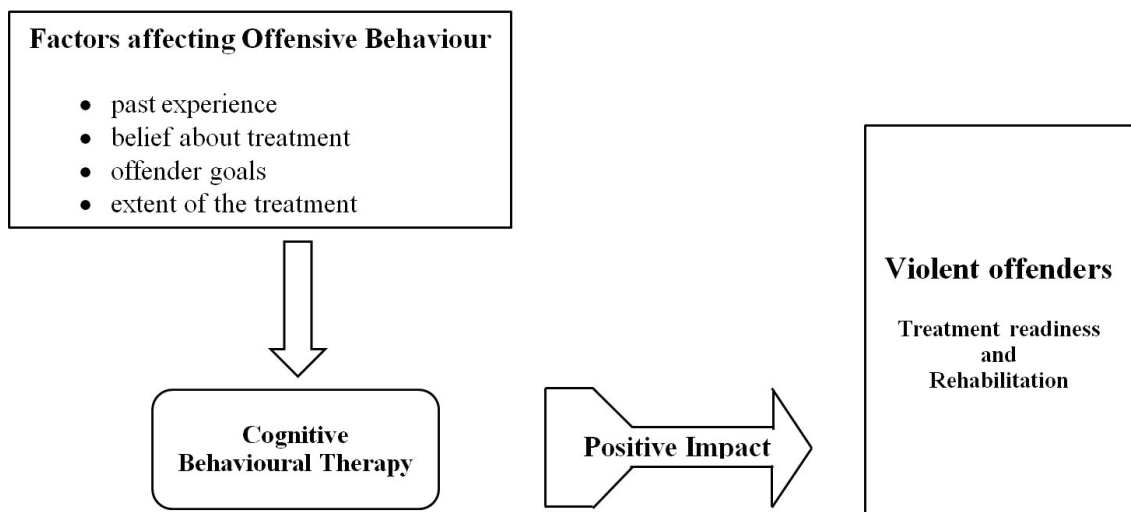 Factors affecting Offensive Behaviour
• past experience
• belief about treatment
• offender goals
• extent of the treatment
Cognitive
Behavioural Therapy
Positive Impact
Violent offenders
Treatment readiness
and
Rehabilitation